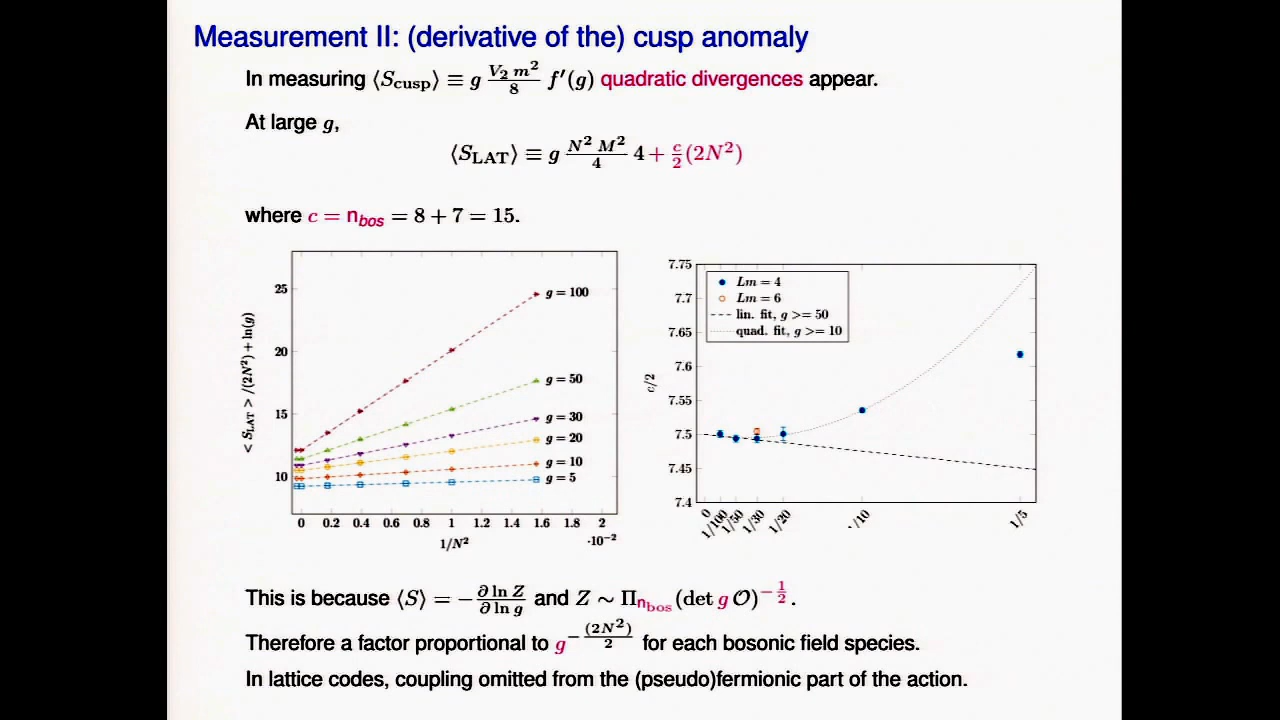 Measurement II: (derivative of the) cusp anomaly
In measuring ⟨S_cusp⟩ ≡ g V₂ m²/8 f′(g) quadratic divergences appear.
At large g,
⟨S_LAT⟩ ≡ g N² M²/4 4 + c/2 (2N²)
where c = n_bos = 8 + 7 = 15.
< S_LAT > /(2N²) + ln(g)
25
20
15
10
g = 100
g = 50
g = 30
g = 20
g = 10
g = 5
0 0.2 0.4 0.6 0.8 1 1.2 1.4 1.6 1.8 2
·10⁻²
1/N²
c/2
7.75
7.7
7.65
7.6
7.55
7.5
7.45
7.4
Lm = 4
Lm = 6
lin. fit, g >= 50
quad. fit, g >= 10
0 1/100 1/50 1/30 1/20 1/10 1/5
This is because ⟨S⟩ = −∂ ln Z/∂ ln g and Z ∼ Π_n_bos (det g O)^−1/2 .
Therefore a factor proportional to g^−(2N²)/2 for each bosonic field species.
In lattice codes, coupling omitted from the (pseudo)fermionic part of the action.